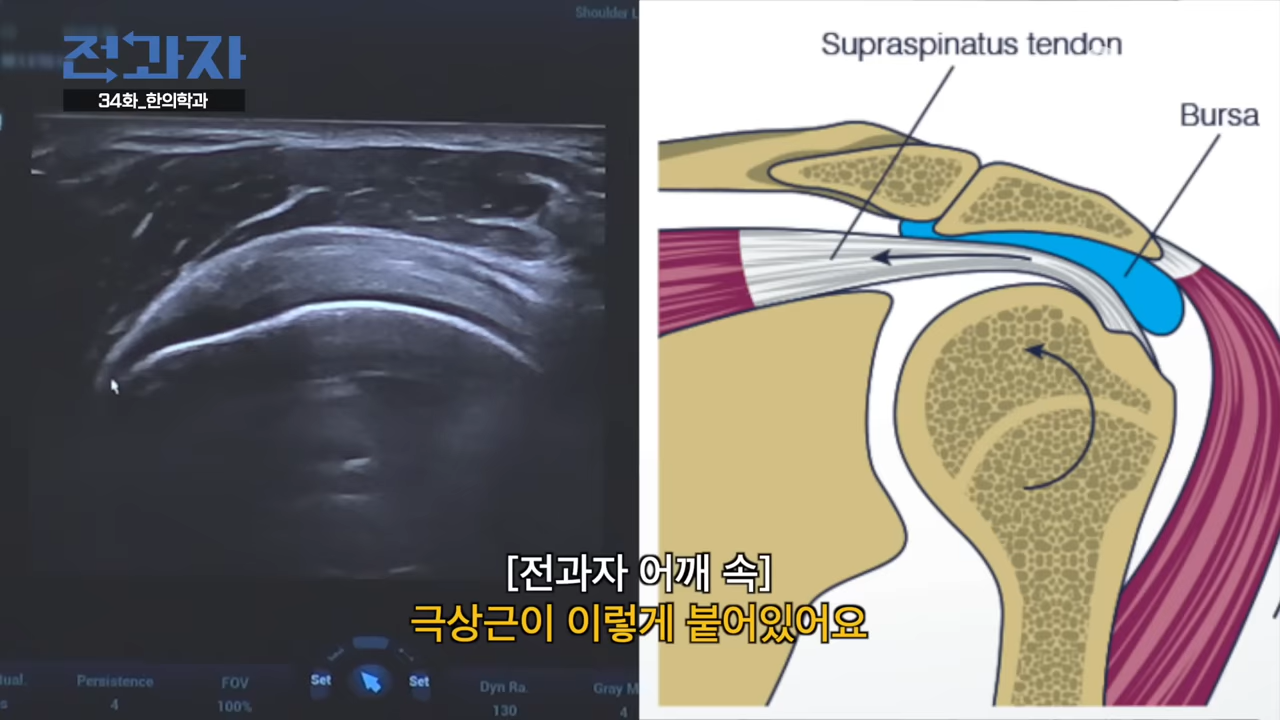 Shoulder L
전과자
34화_한의학과
Supraspinatus tendon
Bursa
[전과자 어깨 속]
극상근이 이렇게 붙어있어요
Persistence
4
FOV
100%
Set
Set
Dyn Ra.
130
Gray M
4